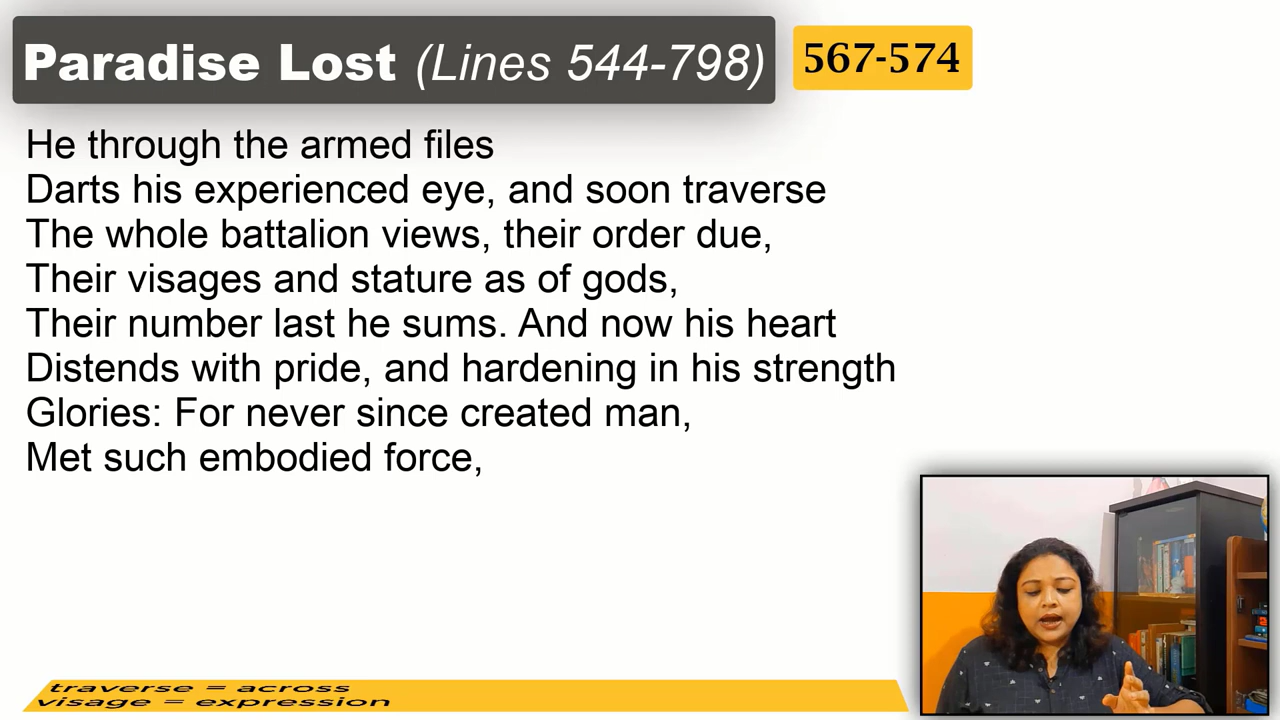 Paradise Lost (Lines 544-798)
567-574
He through the armed files
Darts his experienced eye, and soon traverse
The whole battalion views, their order due,
Their visages and stature as of gods,
Their number last he sums. And now his heart
Distends with pride, and hardening in his strength
Glories: For never since created man,
Met such embodied force,
traverse = across
visage = expression